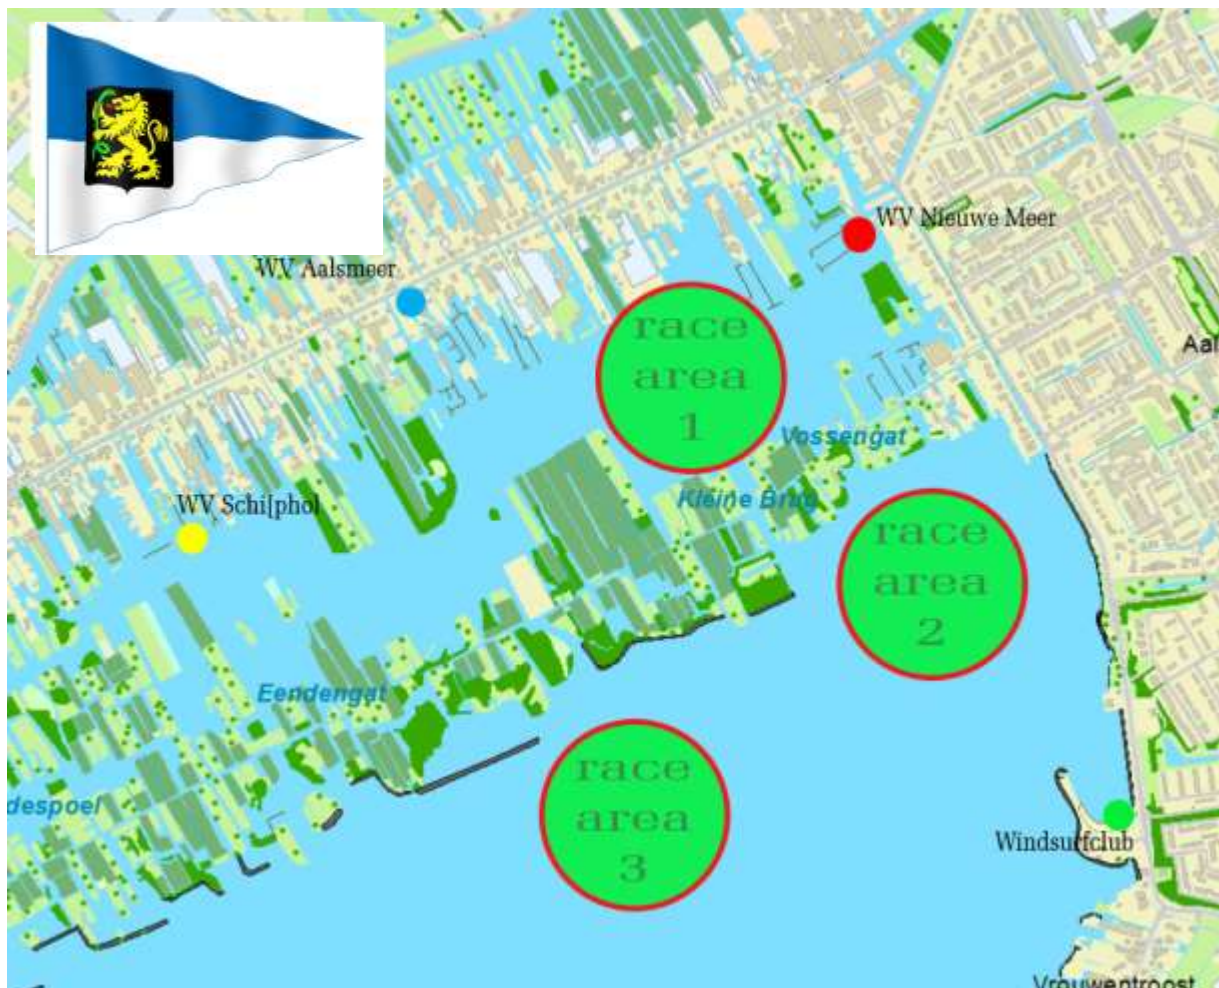 WV Nieuwe Meer
WV Aalsmeer
race
area
1
Aal
Vossengat
Kleine Brug
WV Schi[phol
race
area
2
Eendengat
race
area
3
despoel
Windsurfclub
Vrouwentroost